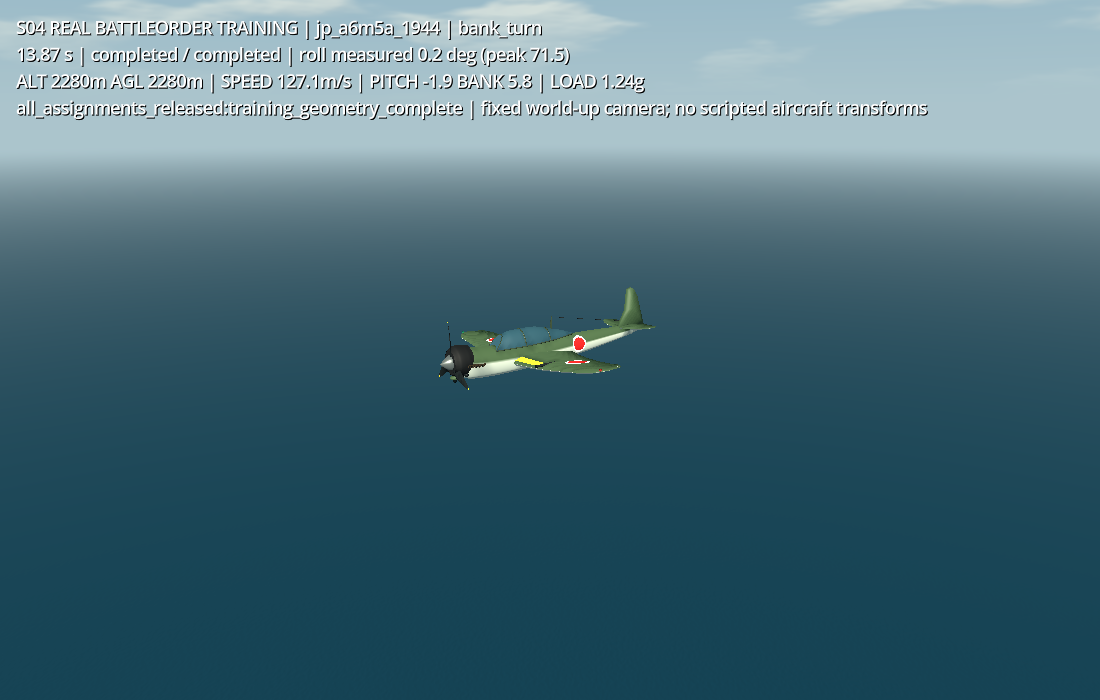 S04 REAL BATTLEORDER TRAINING | jp_a6m5a_1944 | bank_turn
13.87 s | completed / completed | roll measured 0.2 deg (peak 71.5)
ALT 2280m AGL 2280m | SPEED 127.1m/s | PITCH -1.9 BANK 5.8 | LOAD 1.24g
all_assignments_released:training_geometry_complete | fixed world-up camera; no scripted aircraft transforms